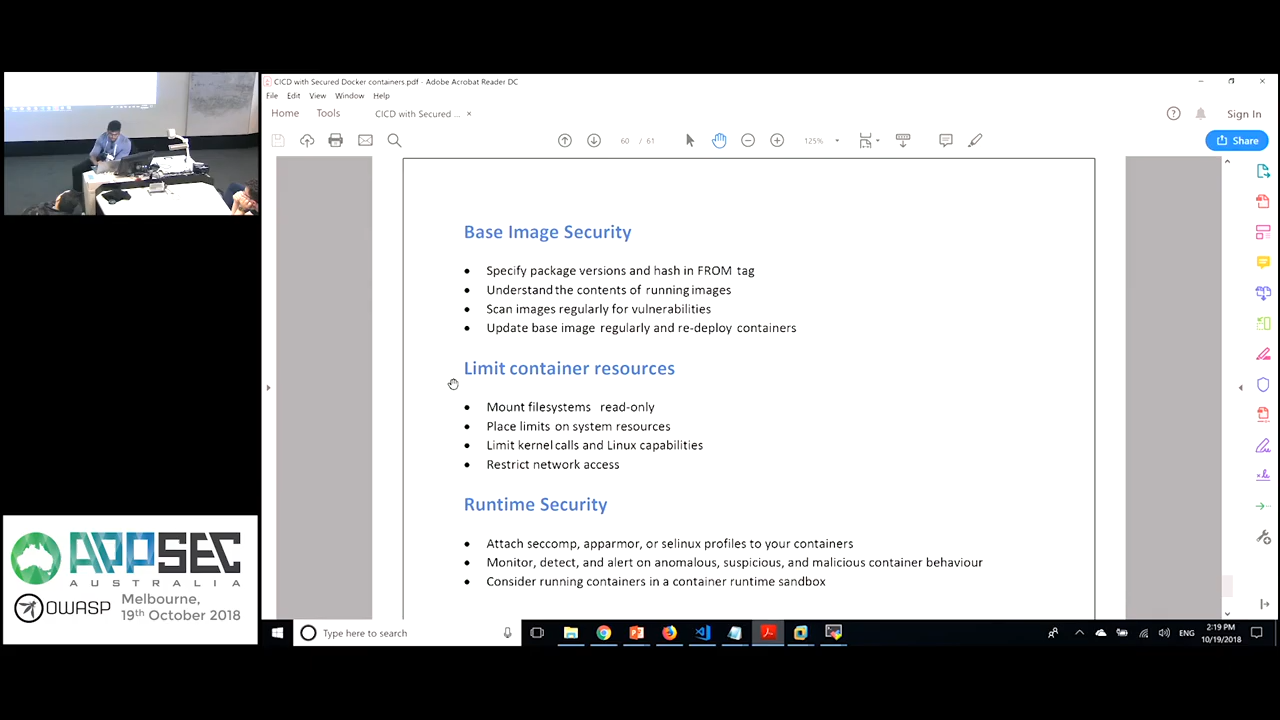 CICD with Secured Docker containers.pdf - Adobe Acrobat Reader DC
File Edit View Window Help
Home Tools CICD with Secured ... × Sign In
60 / 61 125% Share
Base Image Security
• Specify package versions and hash in FROM tag
• Understand the contents of running images
• Scan images regularly for vulnerabilities
• Update base image regularly and re-deploy containers
Limit container resources
• Mount filesystems read-only
• Place limits on system resources
• Limit kernel calls and Linux capabilities
• Restrict network access
Runtime Security
• Attach seccomp, apparmor, or selinux profiles to your containers
• Monitor, detect, and alert on anomalous, suspicious, and malicious container behaviour
• Consider running containers in a container runtime sandbox
APPSEC
AUSTRALIA
OWASP
Melbourne,
19th October 2018
Type here to search
ENG
2:19 PM
10/19/2018